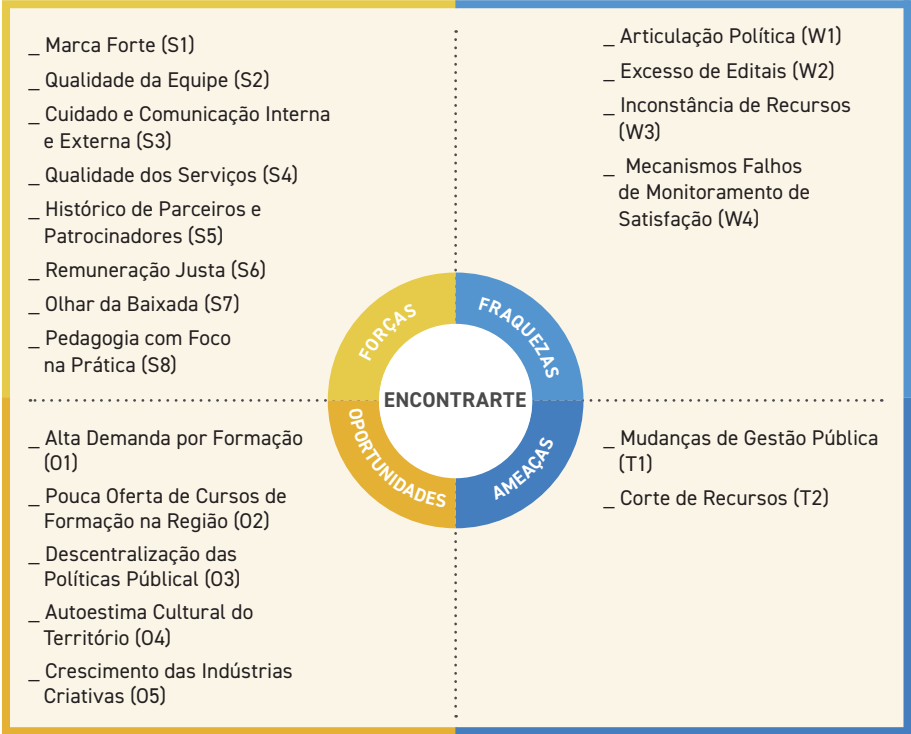 _ Marca Forte (S1)
_ Qualidade da Equipe (S2)
_ Cuidado e Comunicação Interna
e Externa (S3)
_ Qualidade dos Serviços (S4)
_ Histórico de Parceiros e
Patrocinadores (S5)
_ Remuneração Justa (S6)
_ Olhar da Baixada (S7)
_ Pedagogia com Foco
na Prática (S8)
_ Articulação Política (W1)
_ Excesso de Editais (W2)
_ Inconstância de Recursos
(W3)
_ Mecanismos Falhos
de Monitoramento de
Satisfação (W4)
FORÇAS
FRAQUEZAS
ENCONTRARTE
OPORTUNIDADES
AMEAÇAS
_ Alta Demanda por Formação
(O1)
_ Pouca Oferta de Cursos de
Formação na Região (O2)
_ Descentralização das
Políticas Públical (O3)
_ Autoestima Cultural do
Território (O4)
_ Crescimento das Indústrias
Criativas (O5)
_ Mudanças de Gestão Pública
(T1)
_ Corte de Recursos (T2)